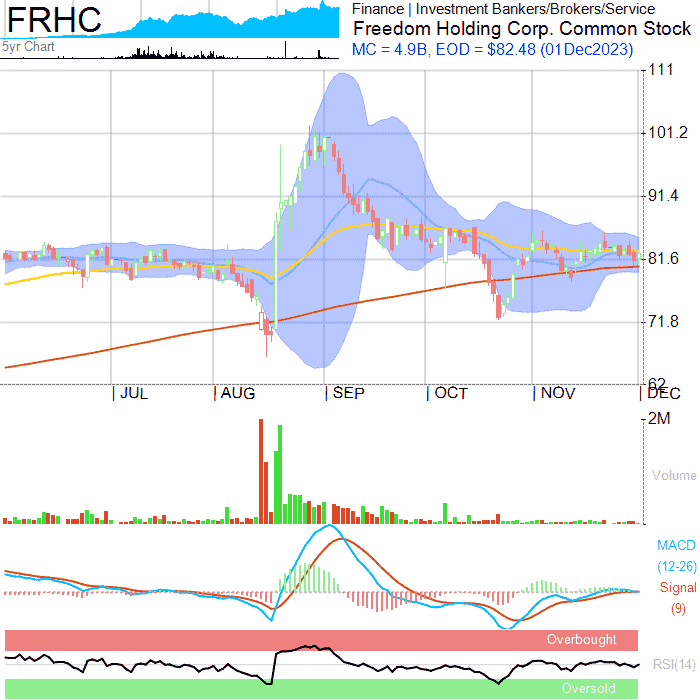 FRHC
5yr Chart
Finance | Investment Bankers/Brokers/Service
Freedom Holding Corp. Common Stock
MC = 4.9B, EOD = $82.48 (01Dec2023)
111
101.2
91.4
81.6
71.8
62
JUL AUG SEP OCT NOV DEC
2M
Volume
MACD
(12-26)
Signal
(9)
Overbought
RSI(14)
Oversold